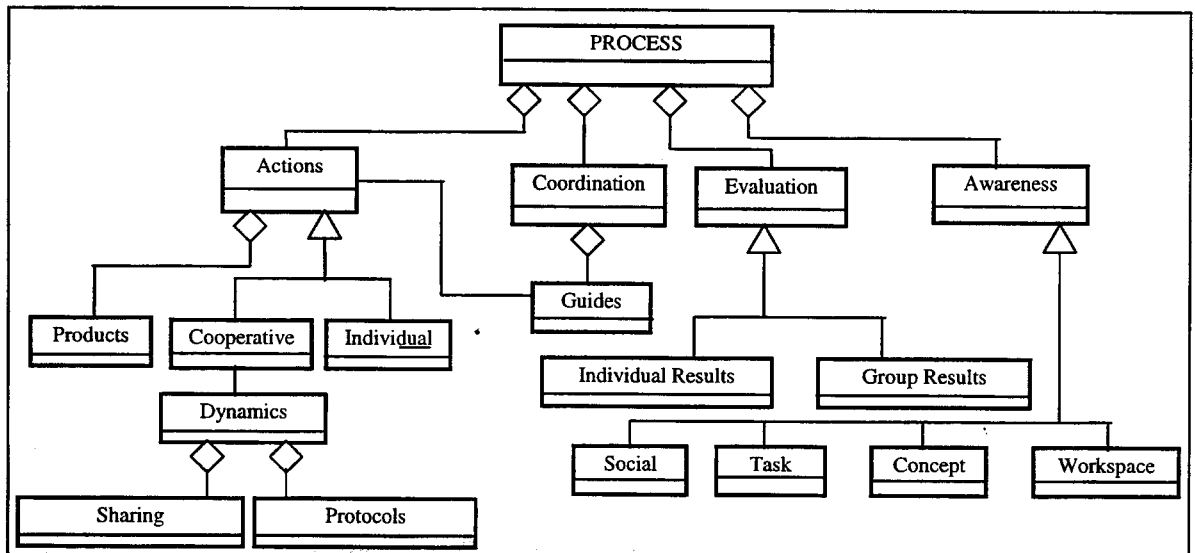 PROCESS
Actions
Coordination
Evaluation
Awareness
Guides
Products
Cooperative
Individual
Individual Results
Group Results
Dynamics
Social
Task
Concept
Workspace
Sharing
Protocols